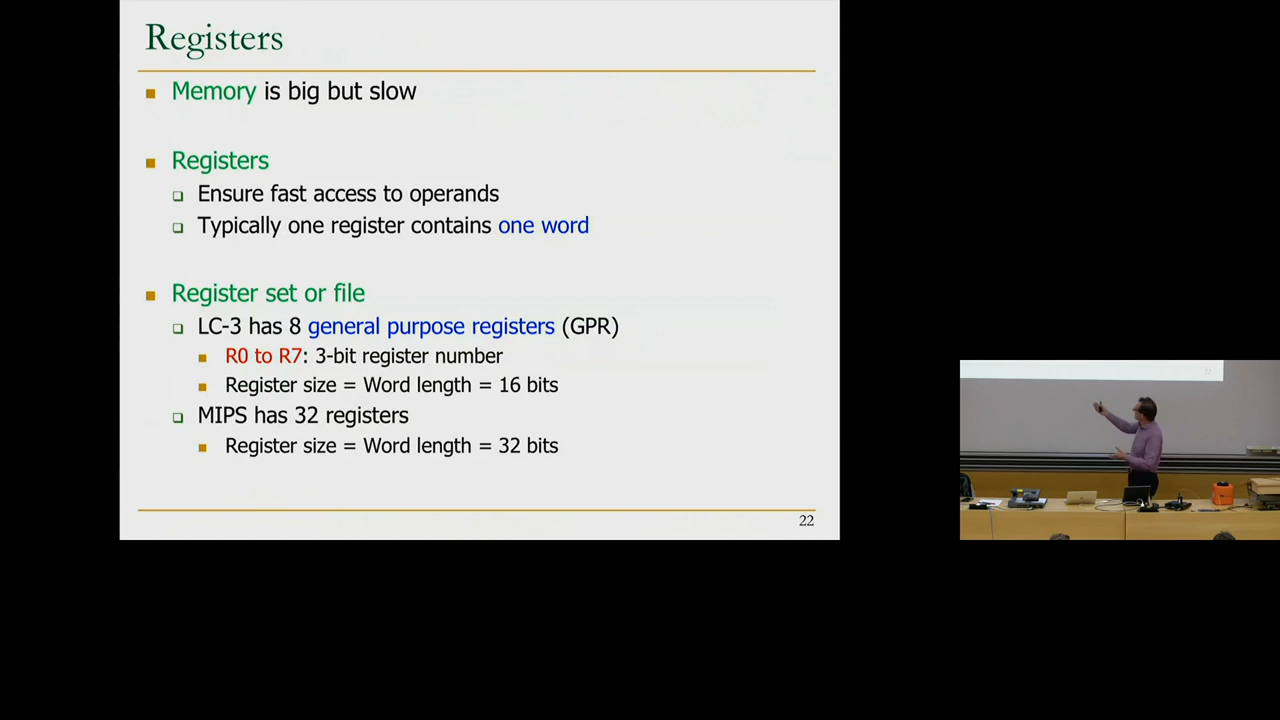 Registers
Memory is big but slow
Registers
Ensure fast access to operands
Typically one register contains one word
Register set or file
LC-3 has 8 general purpose registers (GPR)
R0 to R7: 3-bit register number
Register size = Word length = 16 bits
MIPS has 32 registers
Register size = Word length = 32 bits
22